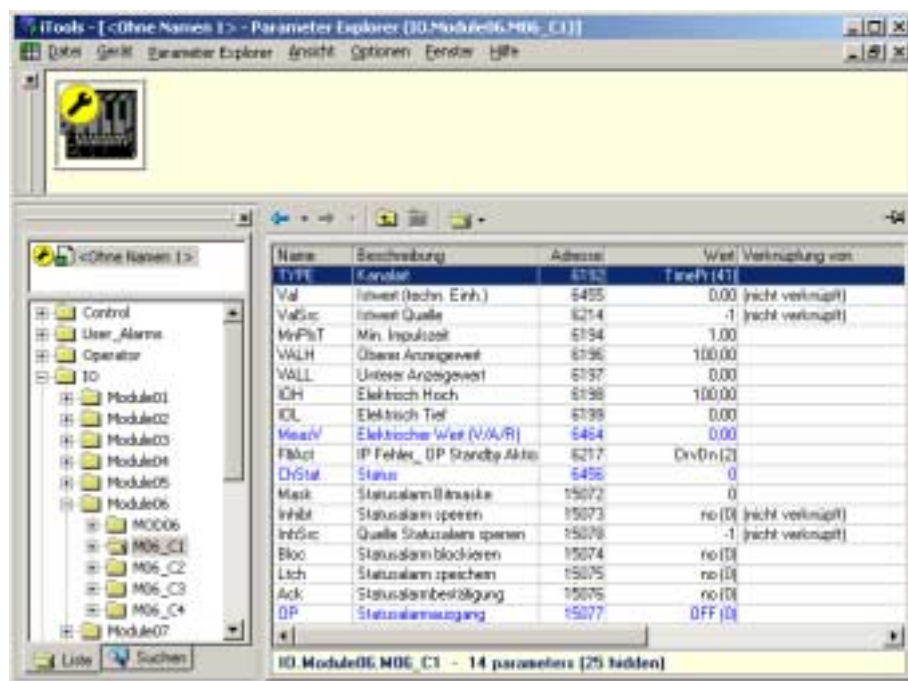 iTools - [<Ohne Namen 1> - Parameter Explorer (IO.Module06.M06_C1)]
Datei Gerät Parameter Explorer Ansicht Optionen Fenster Hilfe
<Ohne Namen 1>
Control
User_Alarms
Operator
IO
Module01
Module02
Module03
Module04
Module05
Module06
MOD06
M06_C1
M06_C2
M06_C3
M06_C4
Module07
Liste Suchen
Name Beschreibung Adresse Wert Verknüpfung von
TYPE Kanalart 6192 TimePr (41)
Val Istwert (techn. Einh.) 6455 0,00 (nicht verknüpft)
ValSrc Istwert Quelle 6214 -1 (nicht verknüpft)
MnPlsT Min. Impulszeit 6194 1,00
VALH Oberer Anzeigewert 6196 100,00
VALL Unterer Anzeigewert 6197 0,00
IOH Elektrisch Hoch 6198 100,00
IOL Elektrisch Tief 6199 0,00
MeasV Elektrischer Wert (V/A/R) 6464 0,00
FltAct IP Fehler_ OP Standby Aktio 6217 DrvDn (2)
ChStat Status 6456 0
Mask Statusalarm Bitmaske 15072 0
Inhibt Statusalarm sperren 15073 no (0) (nicht verknüpft)
InhSrc Quelle Statusalarm sperren 15078 -1 (nicht verknüpft)
Bloc Statusalarm blockieren 15074 no (0)
Ltch Statusalarm speichern 15075 no (0)
Ack Statusalarmbestätigung 15076 no (0)
OP Statusalarmausgang 15077 OFF (0)
IO.Module06.M06_C1 - 14 parameters (25 hidden)